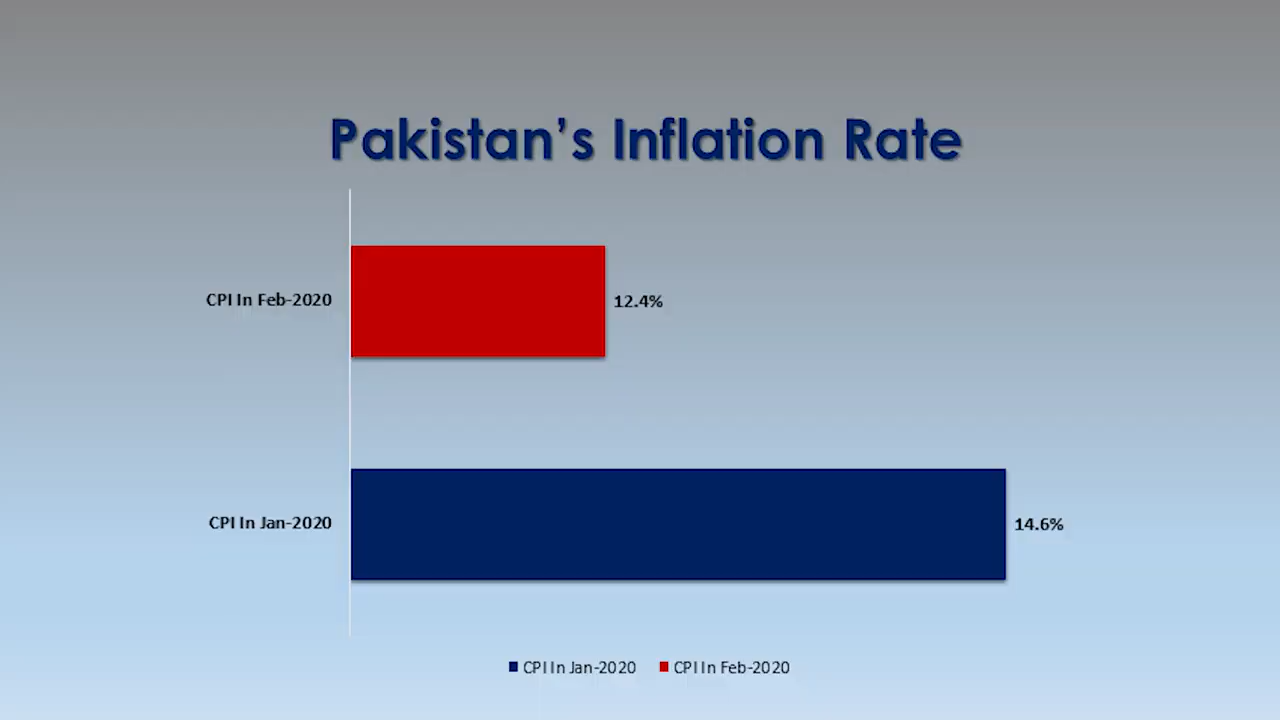 Pakistan’s Inflation Rate
CPI In Feb-2020
12.4%
CPI In Jan-2020
14.6%
CPI In Jan-2020
CPI In Feb-2020